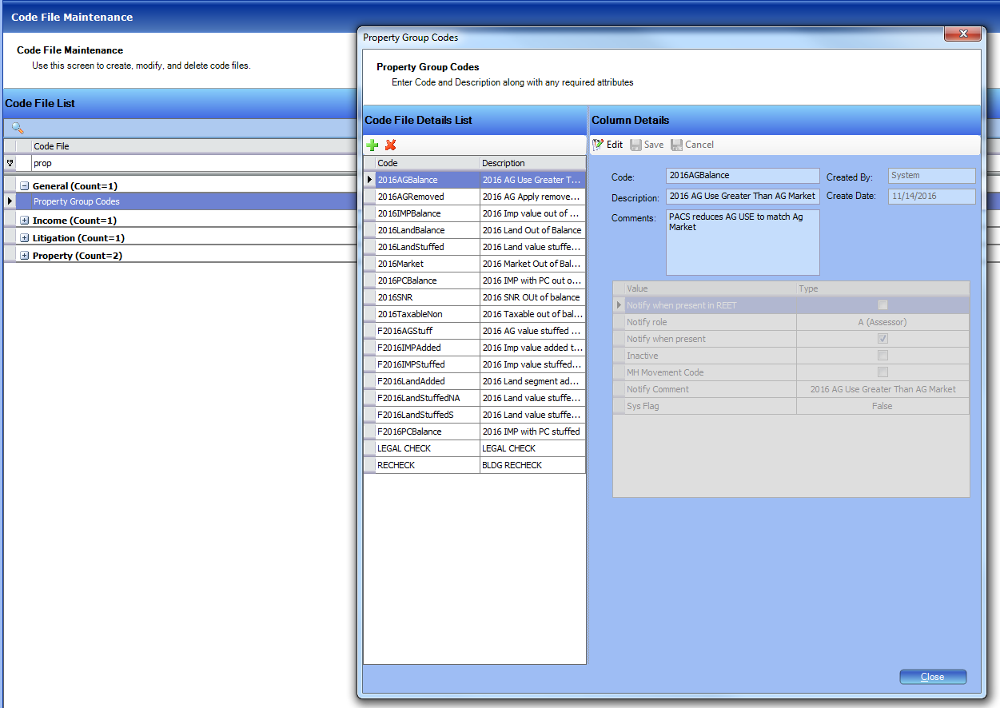 Code File Maintenance
Code File Maintenance
Use this screen to create, modify, and delete code files.
Code File List
Code File
prop
General (Count=1)
Property Group Codes
Income (Count=1)
Litigation (Count=1)
Property (Count=2)
Property Group Codes
Property Group Codes
Enter Code and Description along with any required attributes
Code File Details List
Code Description
2016AGBalance 2016 AG Use Greater T...
2016AGRemoved 2016 AG Apply remove...
2016IMPBalance 2016 Imp value out of ...
2016LandBalance 2016 Land Out of Balance
2016LandStuffed 2016 Land value stuffe...
2016Market 2016 Market Out of Bal...
2016PCBalance 2016 IMP with PC out o...
2016SNR 2016 SNR OUt of balance
2016TaxableNon 2016 Taxable out of bal...
F2016AGStuff 2016 AG value stuffed ...
F2016IMPAdded 2016 Imp value added t...
F2016IMPStuffed 2016 Imp value stuffed...
F2016LandAdded 2016 Land segment ad...
F2016LandStuffedNA 2016 Land value stuffe...
F2016LandStuffedS 2016 Land value stuffe...
F2016PCBalance 2016 IMP with PC stuffed
LEGAL CHECK LEGAL CHECK
RECHECK BLDG RECHECK
Column Details
Edit Save Cancel
Code: 2016AGBalance Created By: System
Description: 2016 AG Use Greater Than AG Market Create Date: 11/14/2016
Comments: PACS reduces AG USE to match Ag
Market
Value Type
Notify when present in REET
Notify role A (Assessor)
Notify when present
Inactive
MH Movement Code
Notify Comment 2016 AG Use Greater Than AG Market
Sys Flag False
Close